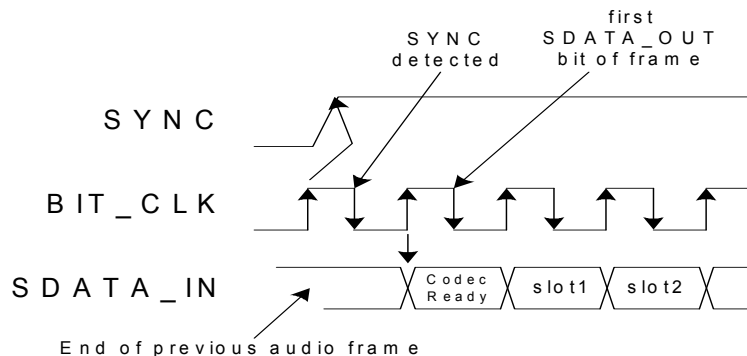 SYNC
detected
first
SDATA_OUT
bit of frame
SYNC
BIT_CLK
SDATA_IN
Codec
Ready
slot1
slot2
End of previous audio frame